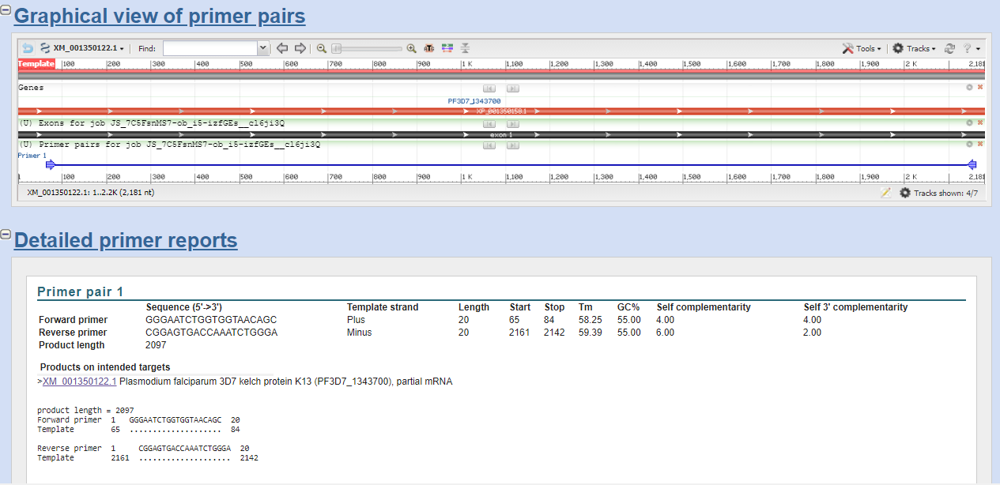 Graphical view of primer pairs
XM_001350122.1 Find: Tools Tracks ?
Template 100 200 300 400 500 600 700 800 900 1 K 1,100 1,200 1,300 1,400 1,500 1,600 1,700 1,800 1,900 2 K 2,181
Genes
PF3D7_1343700
XP_001350158.1
(U) Exons for job JS_7C5FsnMS7-ob_i5-izfGEs__cl6ji3Q
exon 1
(U) Primer pairs for job JS_7C5FsnMS7-ob_i5-izfGEs__cl6ji3Q
Primer 1
1 100 200 300 400 500 600 700 800 900 1 K 1,100 1,200 1,300 1,400 1,500 1,600 1,700 1,800 1,900 2 K 2,181
XM_001350122.1: 1..2.2K (2,181 nt) Tracks shown: 4/7
Detailed primer reports
Primer pair 1
Sequence (5'->3') Template strand Length Start Stop Tm GC% Self complementarity Self 3' complementarity
Forward primer GGGAATCTGGTGGTAACAGC Plus 20 65 84 58.25 55.00 4.00 4.00
Reverse primer CGGAGTGACCAAATCTGGGA Minus 20 2161 2142 59.39 55.00 6.00 2.00
Product length 2097
Products on intended targets
>XM_001350122.1 Plasmodium falciparum 3D7 kelch protein K13 (PF3D7_1343700), partial mRNA
product length = 2097
Forward primer 1 GGGAATCTGGTGGTAACAGC 20
Template 65 .................... 84
Reverse primer 1 CGGAGTGACCAAATCTGGGA 20
Template 2161 .................... 2142